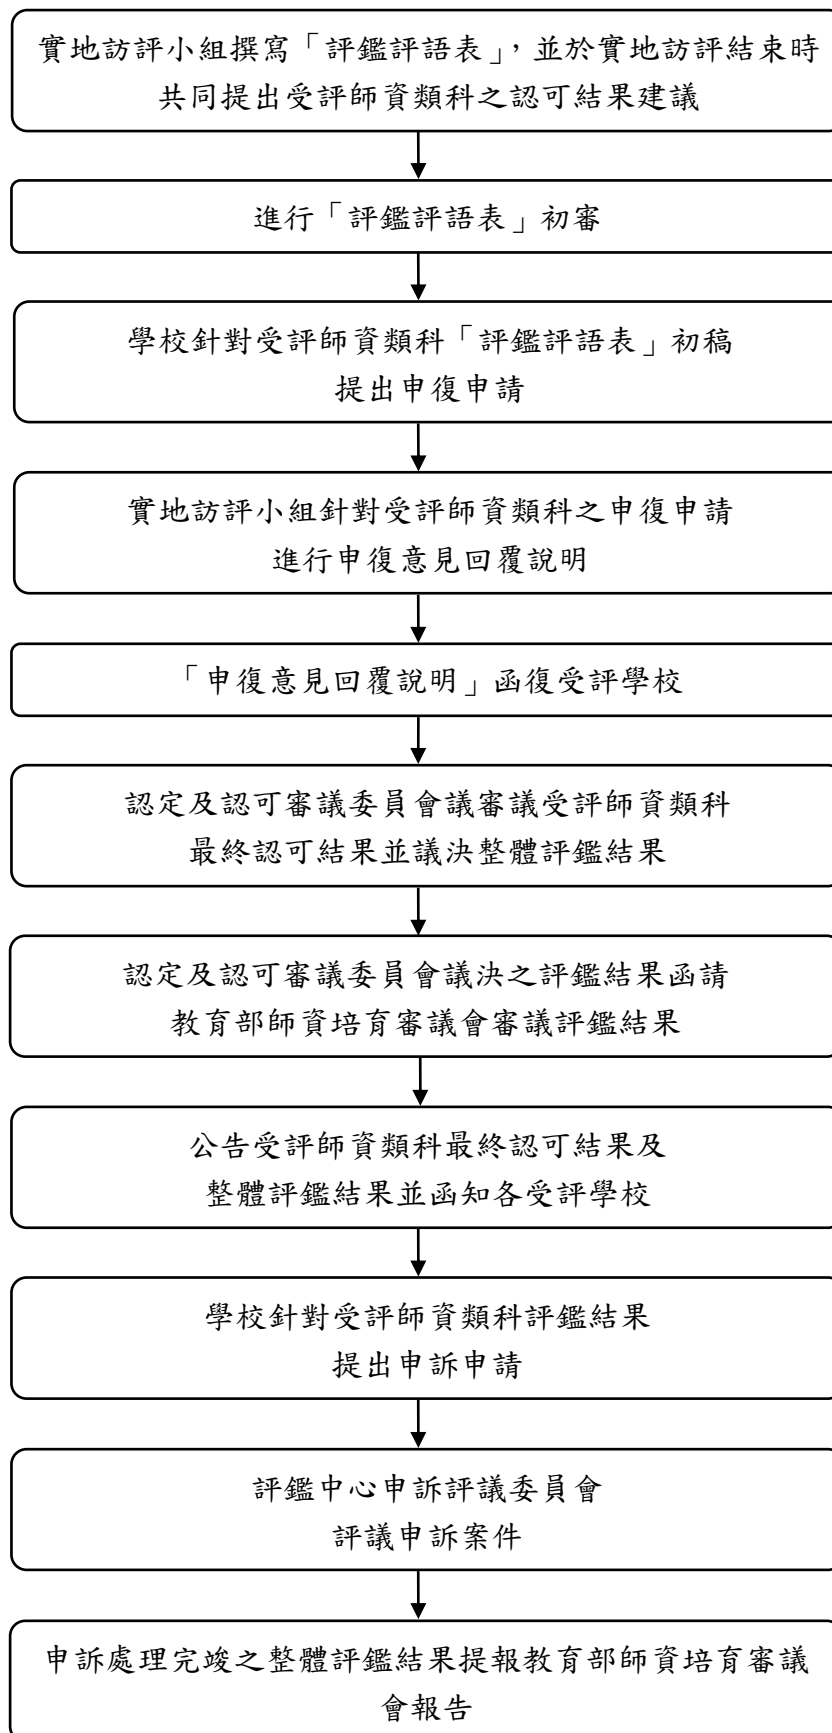 實地訪評小組撰寫「評鑑評語表」，並於實地訪評結束時
共同提出受評師資類科之認可結果建議
進行「評鑑評語表」初審
學校針對受評師資類科「評鑑評語表」初稿
提出申復申請
實地訪評小組針對受評師資類科之申復申請
進行申復意見回覆說明
「申復意見回覆說明」函復受評學校
認定及認可審議委員會議審議受評師資類科
最終認可結果並議決整體評鑑結果
認定及認可審議委員會議決之評鑑結果函請
教育部師資培育審議會審議評鑑結果
公告受評師資類科最終認可結果及
整體評鑑結果並函知各受評學校
學校針對受評師資類科評鑑結果
提出申訴申請
評鑑中心申訴評議委員會
評議申訴案件
申訴處理完竣之整體評鑑結果提報教育部師資培育審議
會報告